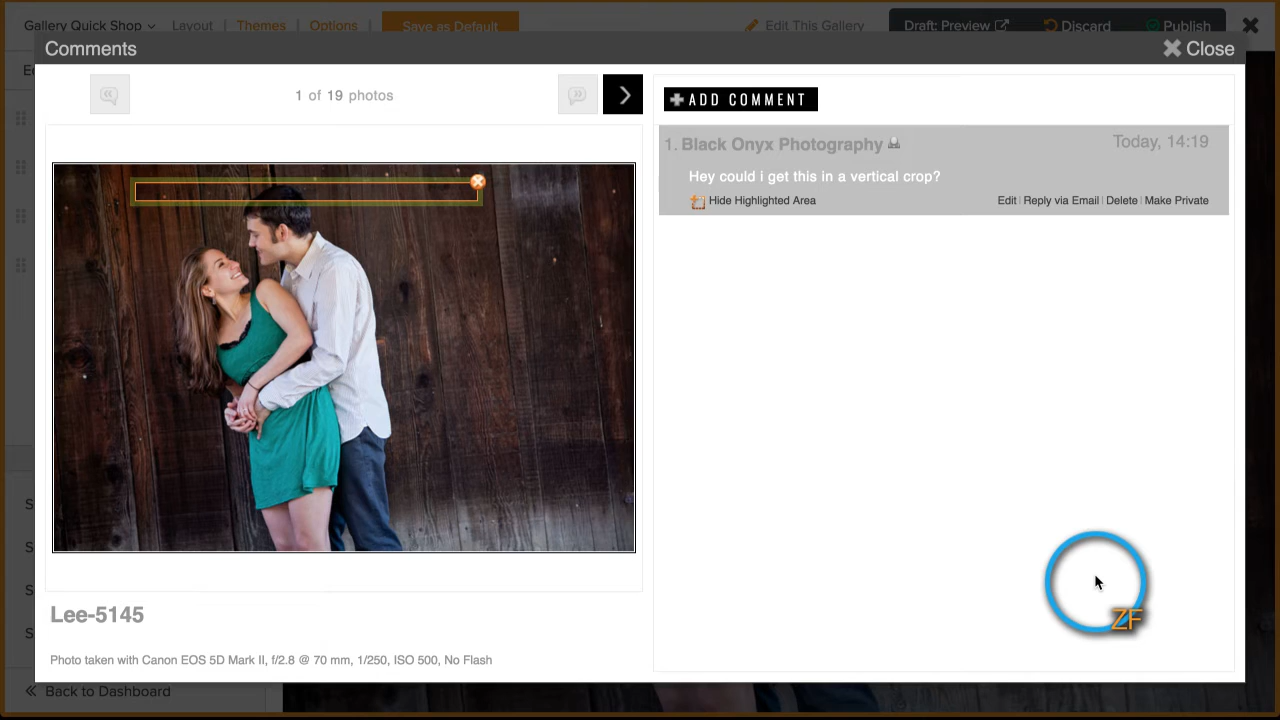 Gallery Quick Shop Layout | Themes | Options | Save as Default Edit This Gallery Draft: Preview Discard Publish
Comments Close
1 of 19 photos
ADD COMMENT
1. Black Onyx Photography Today, 14:19
Hey could i get this in a vertical crop?
Hide Highlighted Area Edit | Reply via Email | Delete | Make Private
ZF
Lee-5145
Photo taken with Canon EOS 5D Mark II, f/2.8 @ 70 mm, 1/250, ISO 500, No Flash
« Back to Dashboard